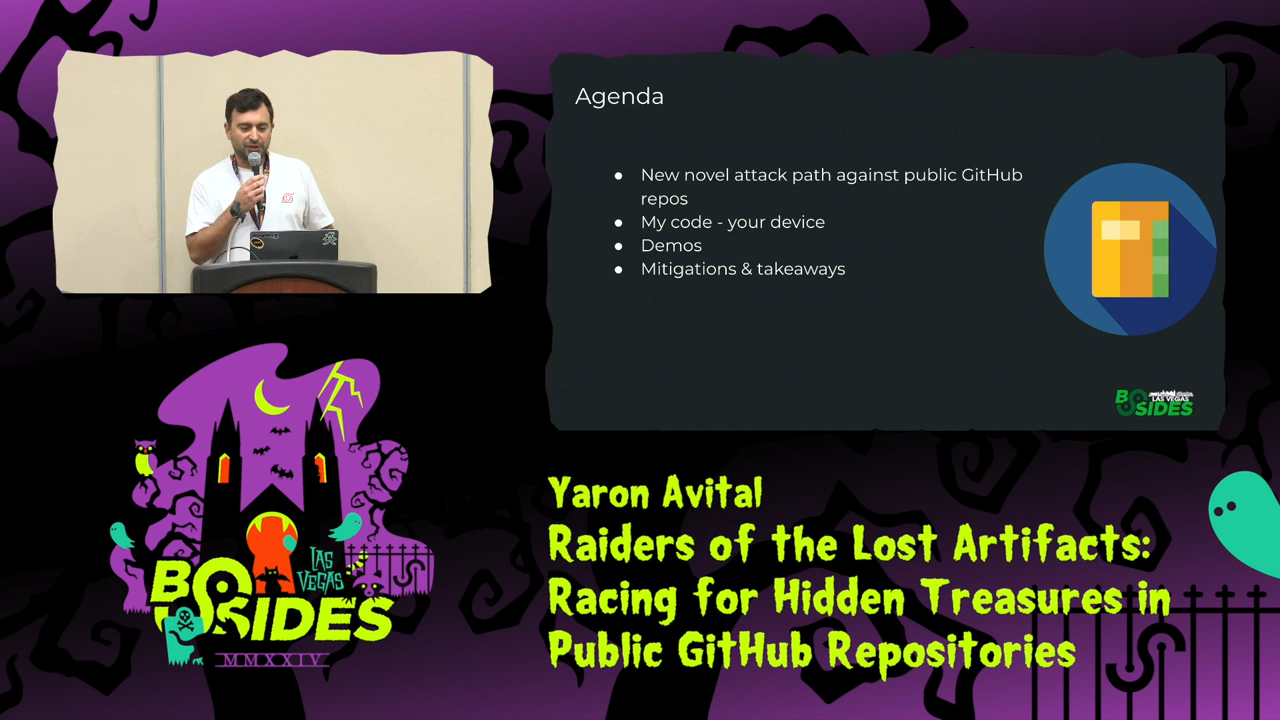 Agenda
● New novel attack path against public GitHub
repos
● My code - your device
● Demos
● Mitigations & takeaways
BSIDES
LAS VEGAS
LAS
VEGAS
BSIDES
MMXXIV
Yaron Avital
Raiders of the Lost Artifacts:
Racing for Hidden Treasures in
Public GitHub Repositories